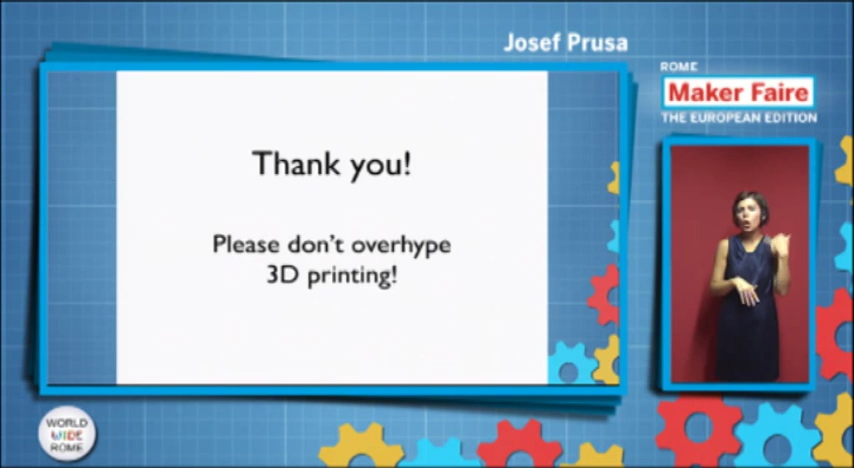 Josef Prusa
ROME
Maker Faire
THE EUROPEAN EDITION
Thank you!
Please don't overhype
3D printing!
WORLD
WIDE
ROME